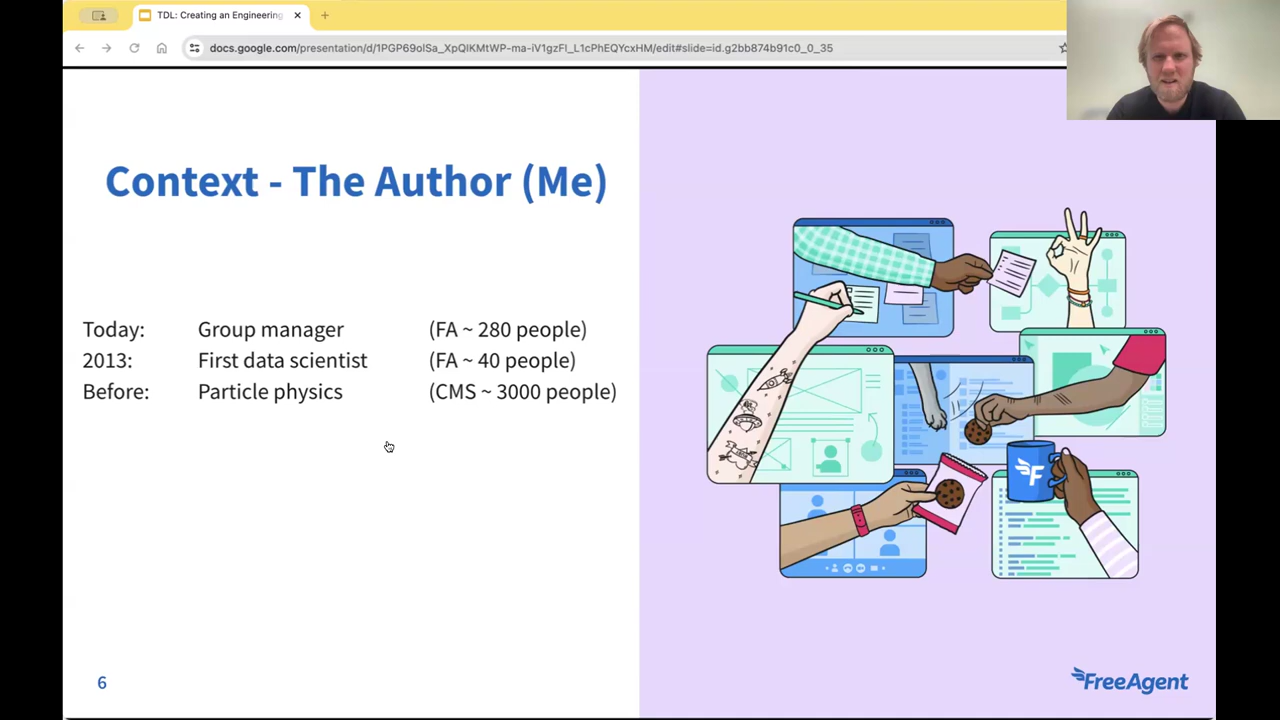 TDL: Creating an Engineering
docs.google.com/presentation/d/1PGP69olSa_XpQlKMtWP-ma-iV1gzFl_L1cPhEQYcxHM/edit#slide=id.g2bb874b91c0_0_35
Context - The Author (Me)
Today: Group manager (FA ~ 280 people)
2013: First data scientist (FA ~ 40 people)
Before: Particle physics (CMS ~ 3000 people)
6
FreeAgent